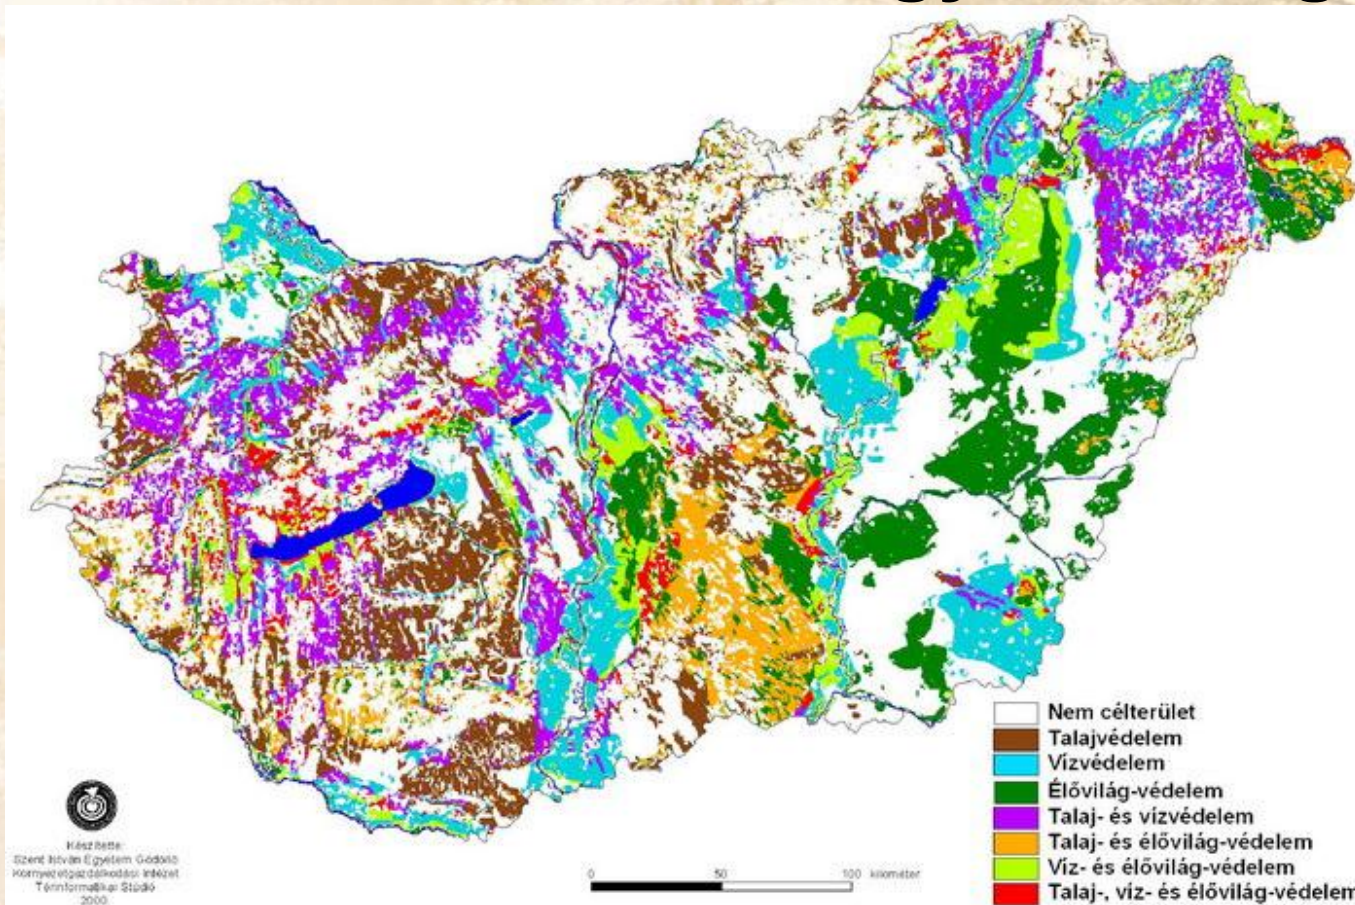 Nem célterület
Talajvédelem
Vízvédelem
Élővilág-védelem
Talaj- és vízvédelem
Talaj- és élővilág-védelem
Víz- és élővilág-védelem
Talaj-, víz- és élővilág-védelem
Készítette:
Szent István Egyetem Gödöllő
Környezetgazdálkodási Intézet
Térinformatikai Stúdió
2000.
0 50 100 kilométer